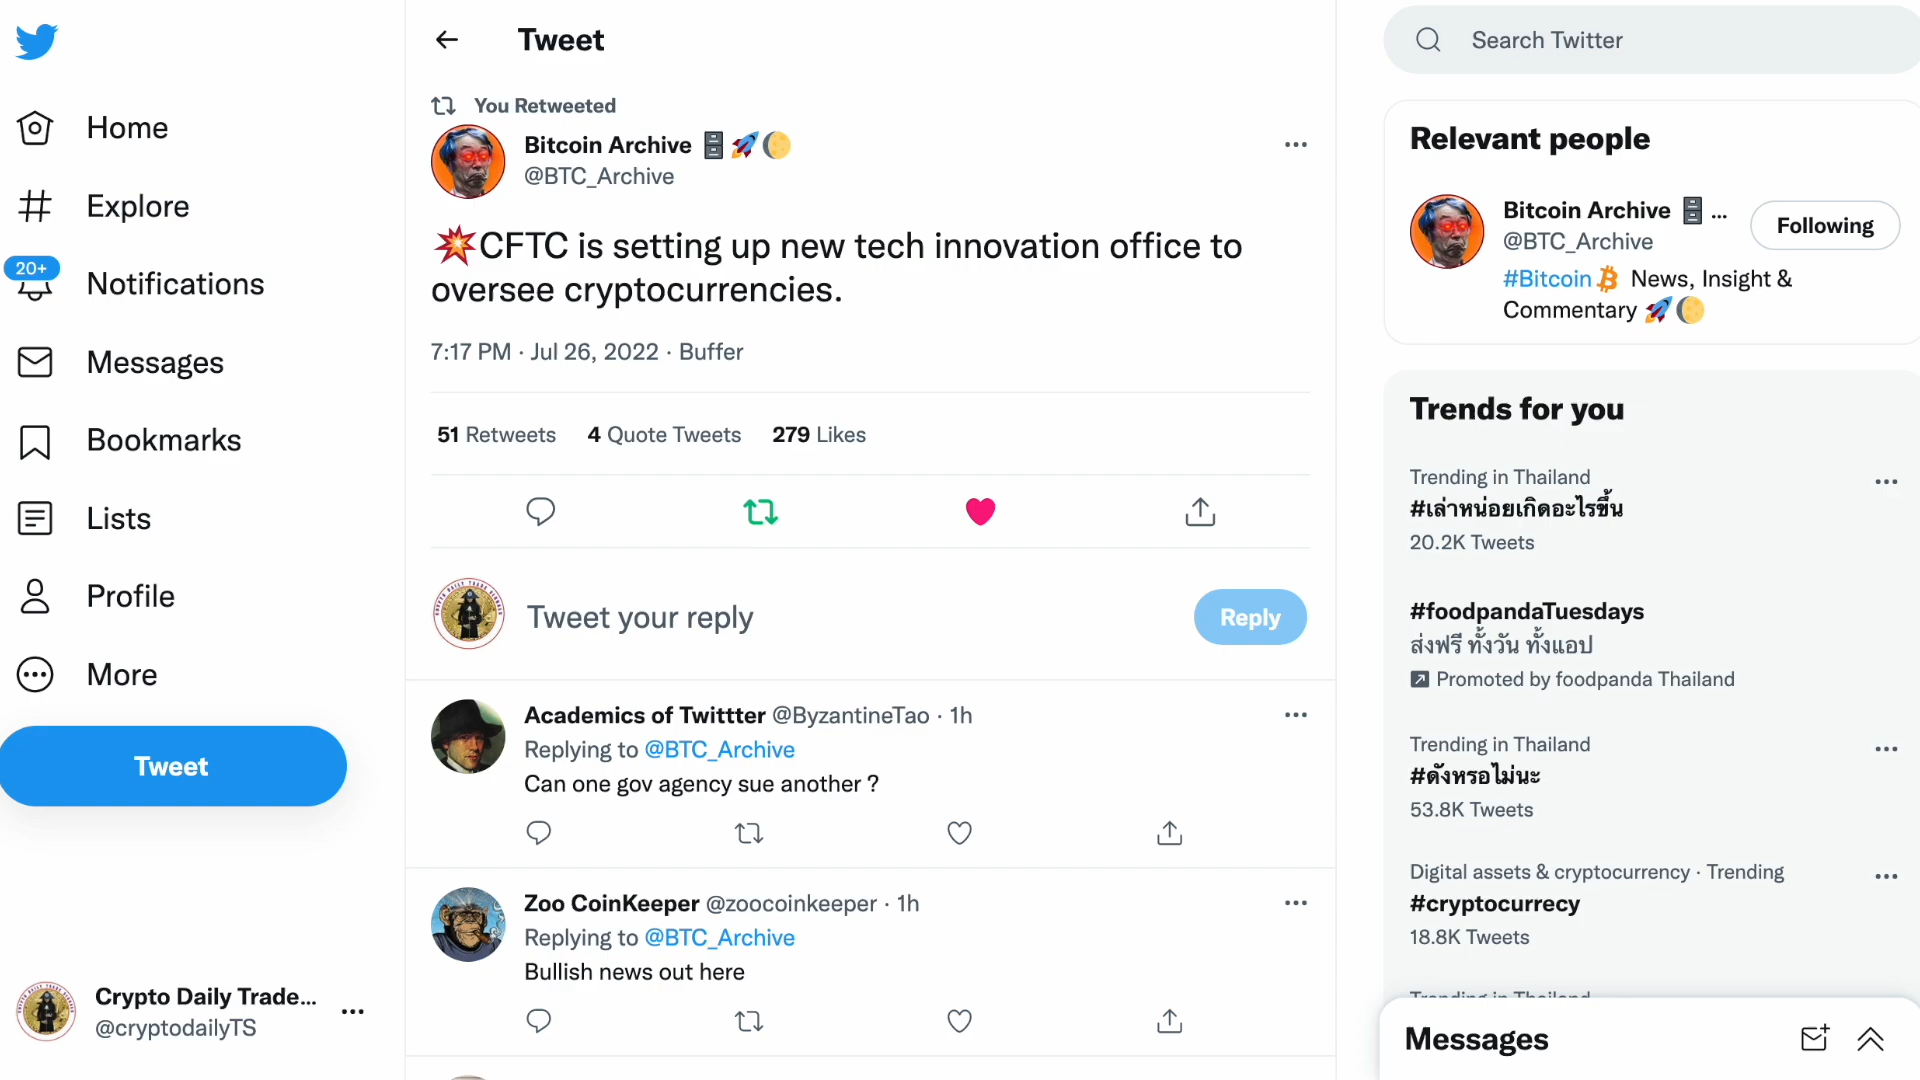 Home
Explore
20+
Notifications
Messages
Bookmarks
Lists
Profile
More
Tweet
Crypto Daily Trade...
@cryptodailyTS
Tweet
You Retweeted
Bitcoin Archive 🗄️🚀🌔
@BTC_Archive
💥CFTC is setting up new tech innovation office to
oversee cryptocurrencies.
7:17 PM · Jul 26, 2022 · Buffer
51 Retweets 4 Quote Tweets 279 Likes
Tweet your reply
Reply
Academics of Twittter @ByzantineTao · 1h
Replying to @BTC_Archive
Can one gov agency sue another ?
Zoo CoinKeeper @zoocoinkeeper · 1h
Replying to @BTC_Archive
Bullish news out here
Search Twitter
Relevant people
Bitcoin Archive 🗄️ ...
@BTC_Archive
Following
#Bitcoin News, Insight &
Commentary 🚀🌔
Trends for you
Trending in Thailand
#เล่าหน่อยเกิดอะไรขึ้น
20.2K Tweets
#foodpandaTuesdays
ส่งฟรี ทั้งวัน ทั้งแอป
Promoted by foodpanda Thailand
Trending in Thailand
#ดังหรอไม่นะ
53.8K Tweets
Digital assets & cryptocurrency · Trending
#cryptocurrecy
18.8K Tweets
Trending in Thailand
Messages